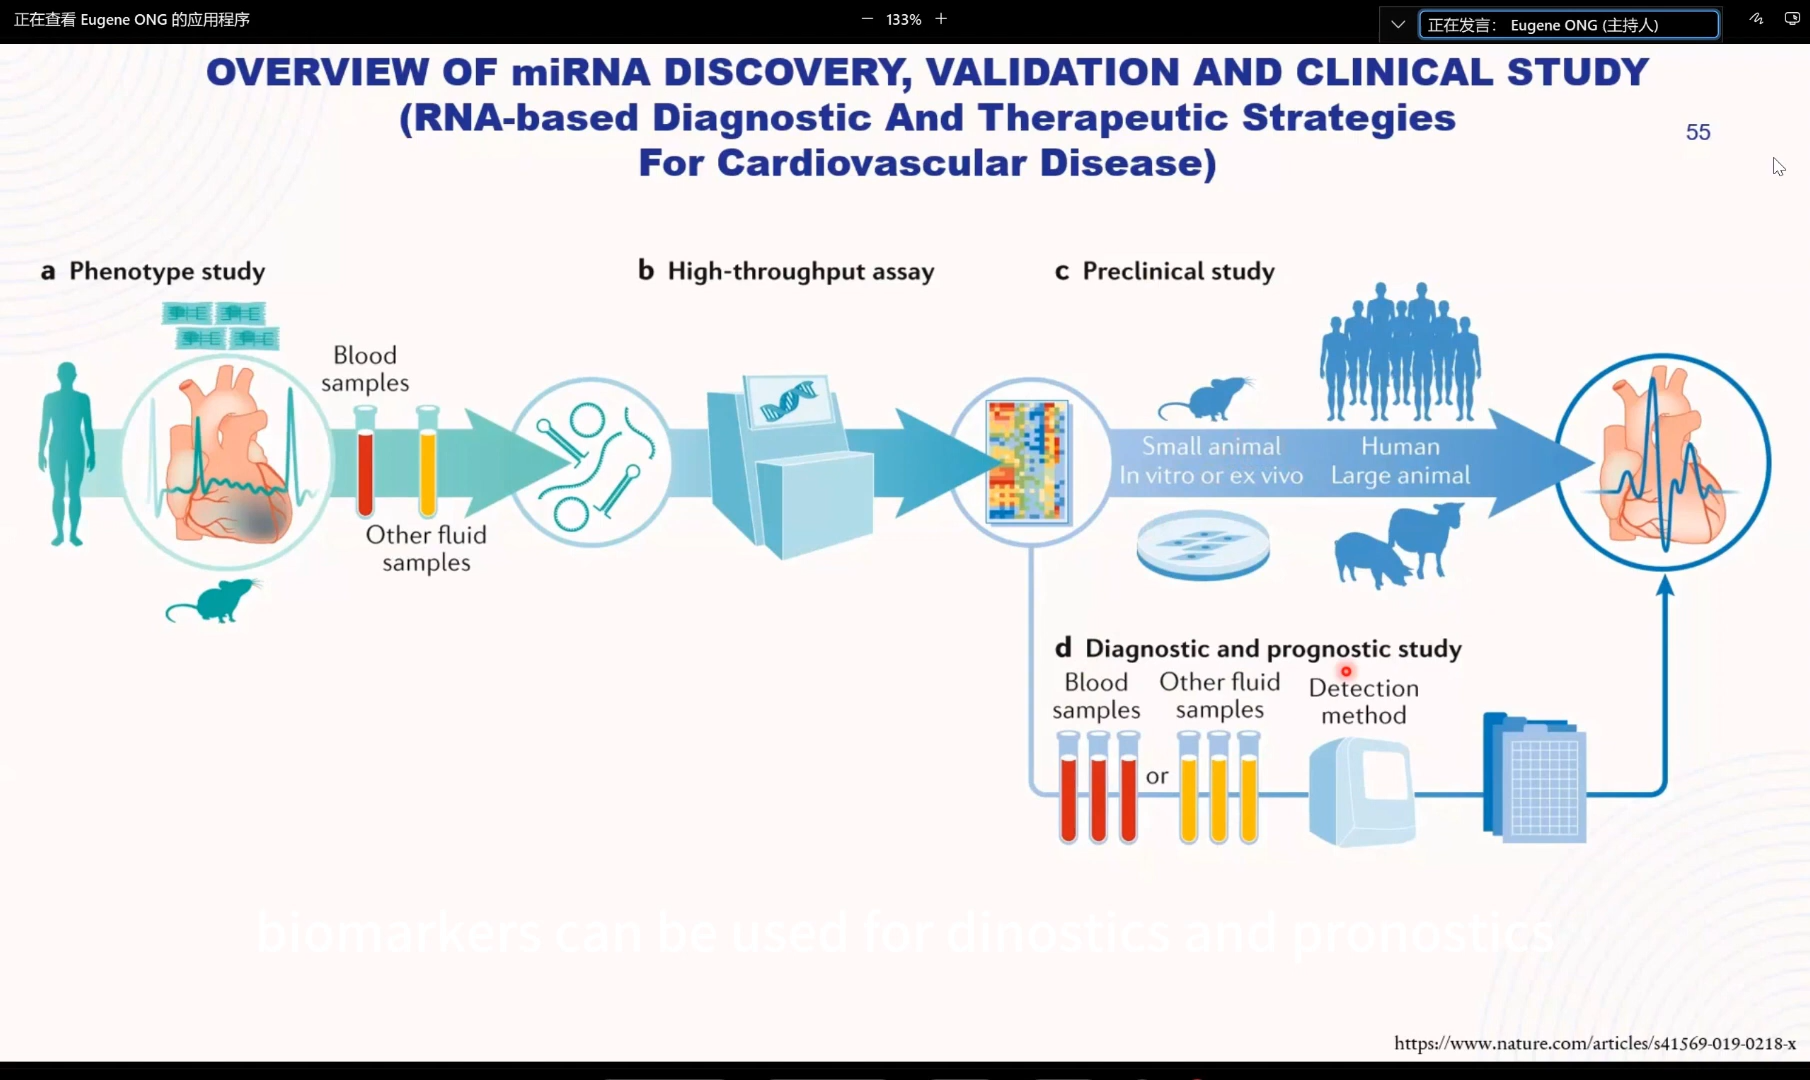 正在查看 Eugene ONG 的应用程序
133%
正在发言： Eugene ONG (主持人)
OVERVIEW OF miRNA DISCOVERY, VALIDATION AND CLINICAL STUDY
(RNA-based Diagnostic And Therapeutic Strategies
For Cardiovascular Disease)
55
a Phenotype study
b High-throughput assay
c Preclinical study
Blood
samples
Other fluid
samples
Small animal
In vitro or ex vivo
Human
Large animal
d Diagnostic and prognostic study
Blood
samples
or
Other fluid
samples
Detection
method
biomarkers can be used for dinostics and pronostics
https://www.nature.com/articles/s41569-019-0218-x